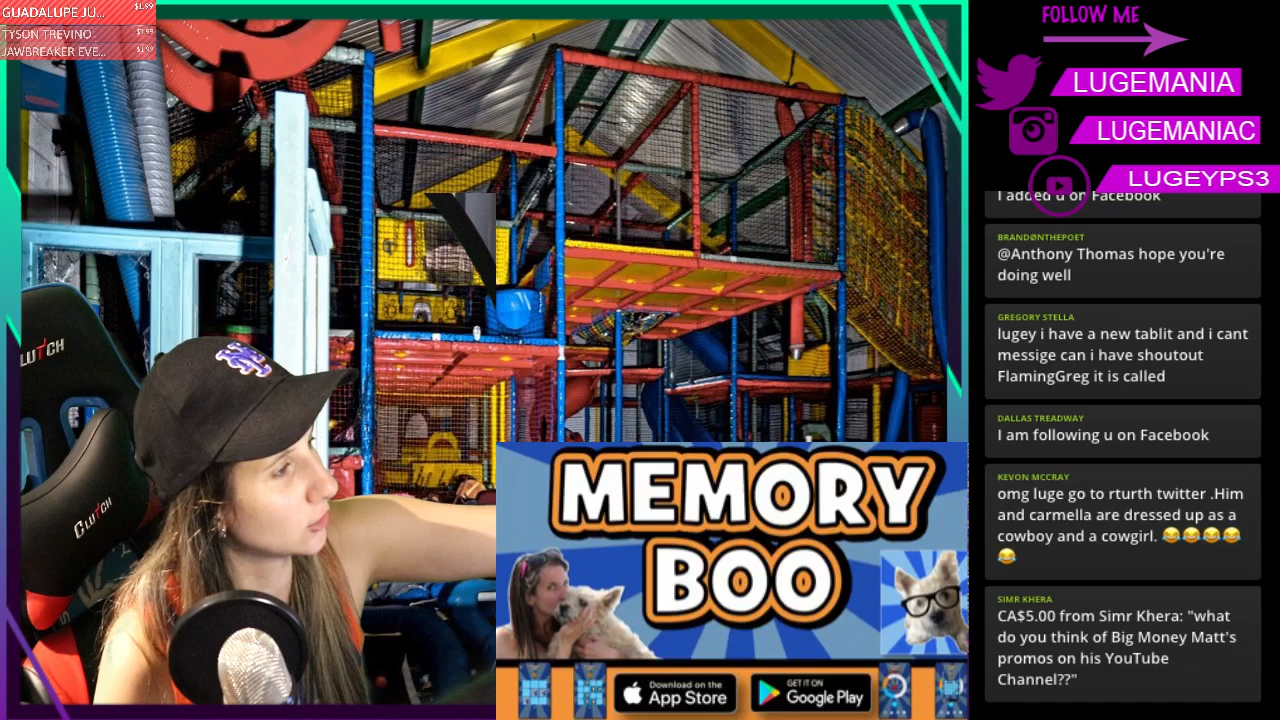 GUADALUPE JU... $1.99
TYSON TREVINO $1.99
JAWBREAKER EVE... $1.99
FOLLOW ME
LUGEMANIA
LUGEMANIAC
LUGEYPS3
I added u on Facebook
BRANDØNTHEPOET
@Anthony Thomas hope you're
doing well
GREGORY STELLA
lugey i have a new tablit and i cant
messige can i have shoutout
FlamingGreg it is called
DALLAS TREADWAY
I am following u on Facebook
KEVON MCCRAY
omg luge go to rturth twitter .Him
and carmella are dressed up as a
cowboy and a cowgirl. 😂😂😂😂
😂
SIMR KHERA
CA$5.00 from Simr Khera: "what
do you think of Big Money Matt's
promos on his YouTube
Channel??"
CLUTCH
CLUTCH
NY
MEMORY
BOO
Download on the
App Store
GET IT ON
Google Play